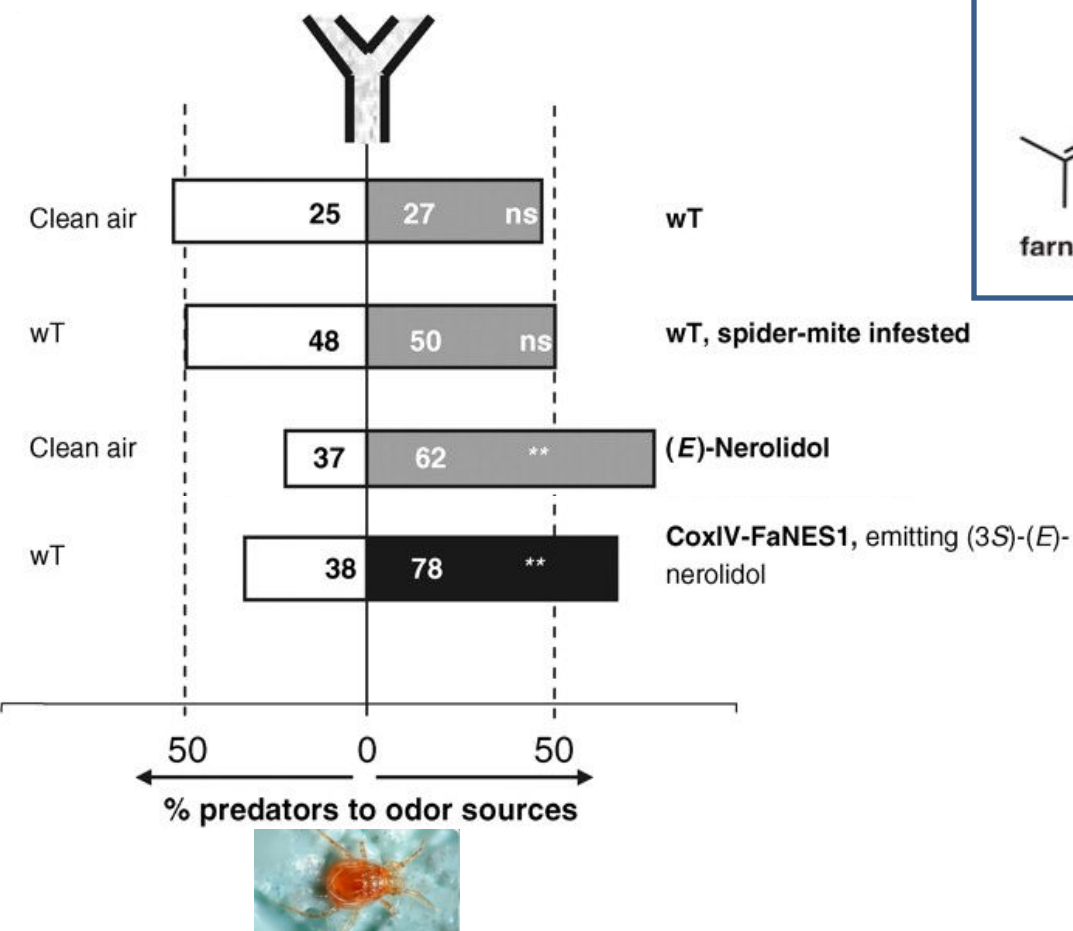 Clean air 25 27 ns wT
wT 48 50 ns wT, spider-mite infested
farn
Clean air 37 62 ** (E)-Nerolidol
wT 38 78 ** CoxIV-FaNES1, emitting (3S)-(E)-
nerolidol
50 0 50
% predators to odor sources